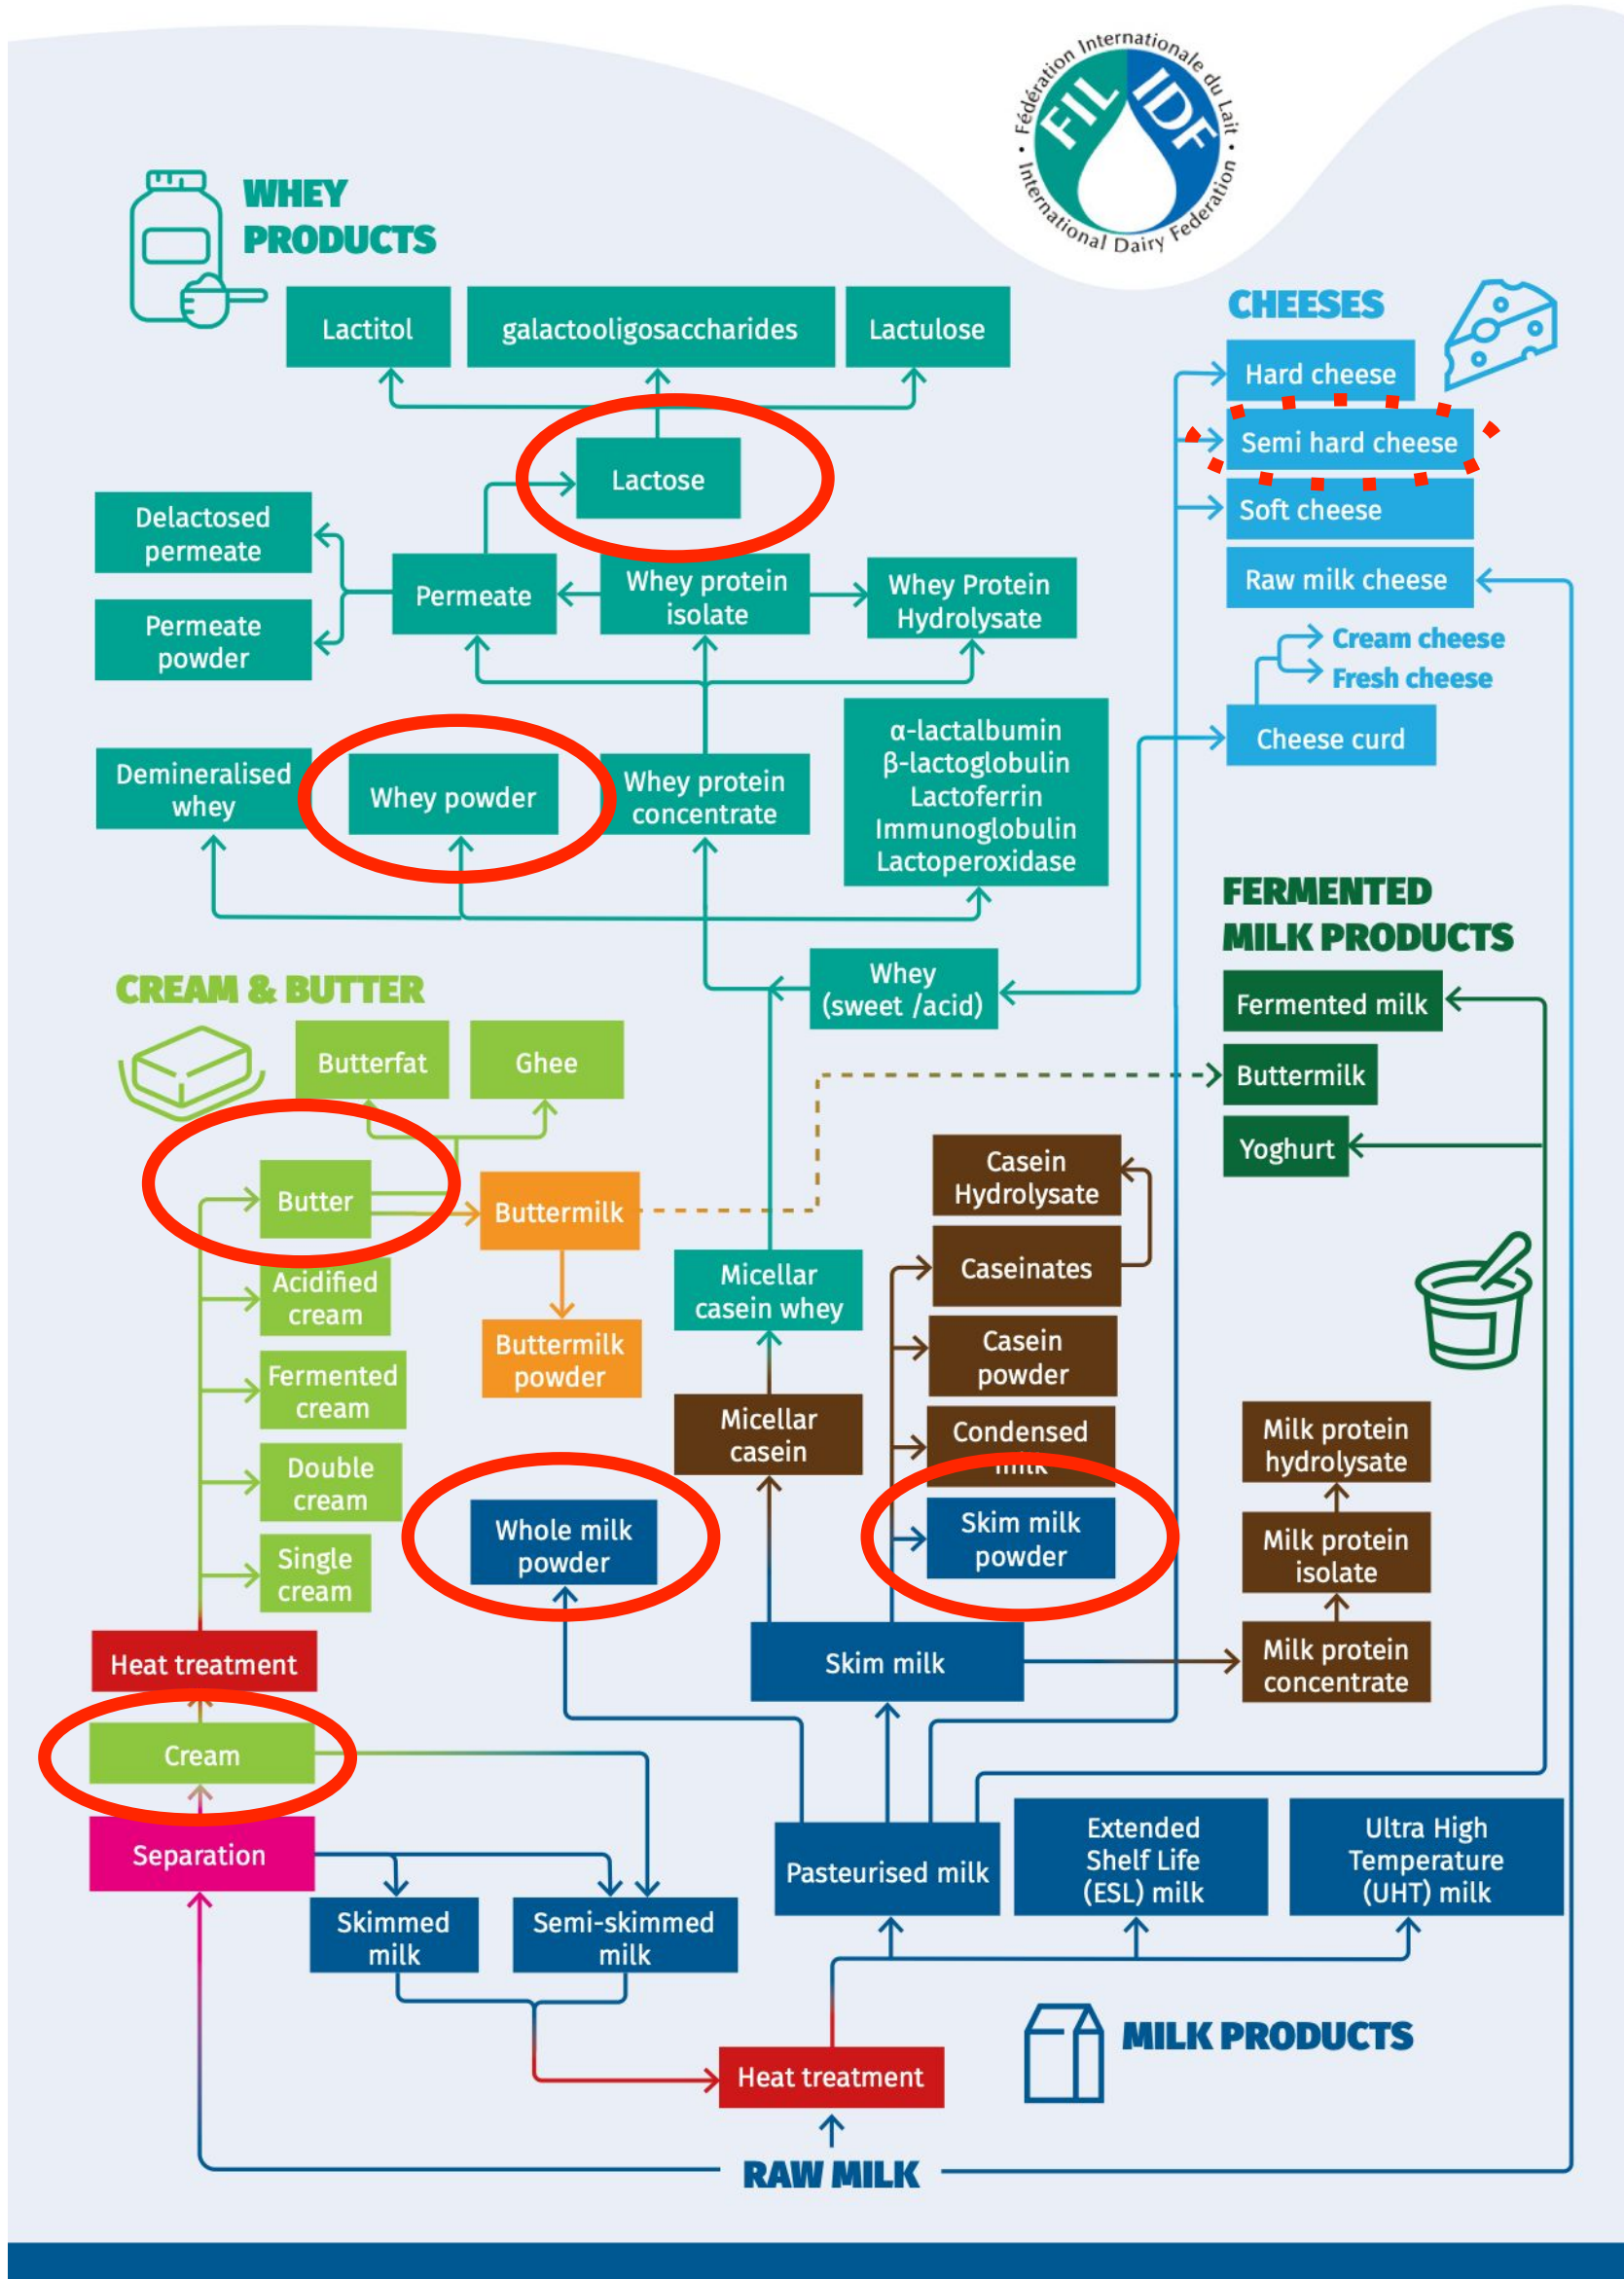 Fédération Internationale du Lait •
International Dairy Federation •
FIL IDF
WHEY
PRODUCTS
Lactitol
galactooligosaccharides
Lactulose
Lactose
Delactosed
permeate
Permeate
powder
Permeate
Whey protein
isolate
Whey Protein
Hydrolysate
Demineralised
whey
Whey powder
Whey protein
concentrate
α-lactalbumin
β-lactoglobulin
Lactoferrin
Immunoglobulin
Lactoperoxidase
Whey
(sweet /acid)
CHEESES
Hard cheese
Semi hard cheese
Soft cheese
Raw milk cheese
Cream cheese
Fresh cheese
Cheese curd
FERMENTED
MILK PRODUCTS
Fermented milk
Buttermilk
Yoghurt
CREAM & BUTTER
Butterfat
Ghee
Butter
Acidified
cream
Fermented
cream
Double
cream
Single
cream
Heat treatment
Cream
Separation
Buttermilk
Buttermilk
powder
Micellar
casein whey
Micellar
casein
Casein
Hydrolysate
Caseinates
Casein
powder
Condensed
milk
Skim milk
powder
Whole milk
powder
Skim milk
Milk protein
hydrolysate
Milk protein
isolate
Milk protein
concentrate
Skimmed
milk
Semi-skimmed
milk
Pasteurised milk
Extended
Shelf Life
(ESL) milk
Ultra High
Temperature
(UHT) milk
Heat treatment
MILK PRODUCTS
RAW MILK